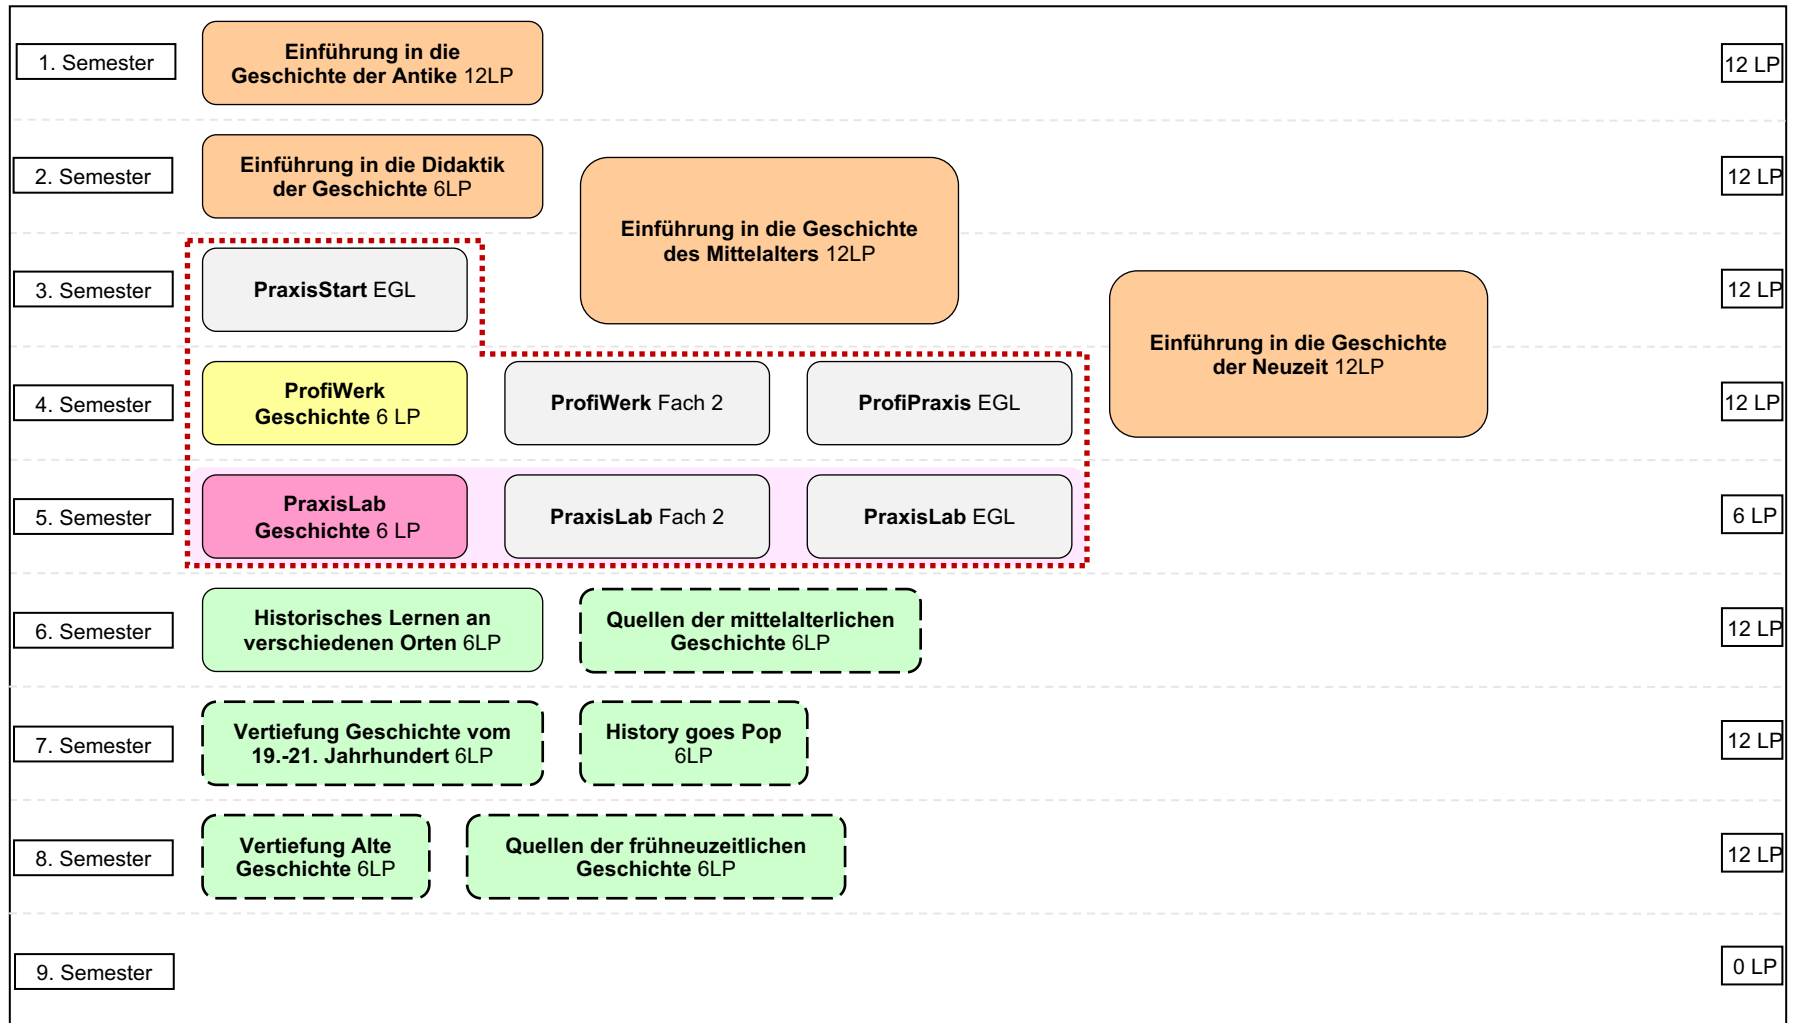 1. Semester
Einführung in die
Geschichte der Antike 12LP
12 LP
2. Semester
Einführung in die Didaktik
der Geschichte 6LP
12 LP
Einführung in die Geschichte
des Mittelalters 12LP
3. Semester
PraxisStart EGL
12 LP
Einführung in die Geschichte
der Neuzeit 12LP
4. Semester
ProfiWerk
Geschichte 6 LP
ProfiWerk Fach 2
ProfiPraxis EGL
12 LP
5. Semester
PraxisLab
Geschichte 6 LP
PraxisLab Fach 2
PraxisLab EGL
6 LP
6. Semester
Historisches Lernen an
verschiedenen Orten 6LP
Quellen der mittelalterlichen
Geschichte 6LP
12 LP
7. Semester
Vertiefung Geschichte vom
19.-21. Jahrhundert 6LP
History goes Pop
6LP
12 LP
8. Semester
Vertiefung Alte
Geschichte 6LP
Quellen der frühneuzeitlichen
Geschichte 6LP
12 LP
9. Semester
0 LP